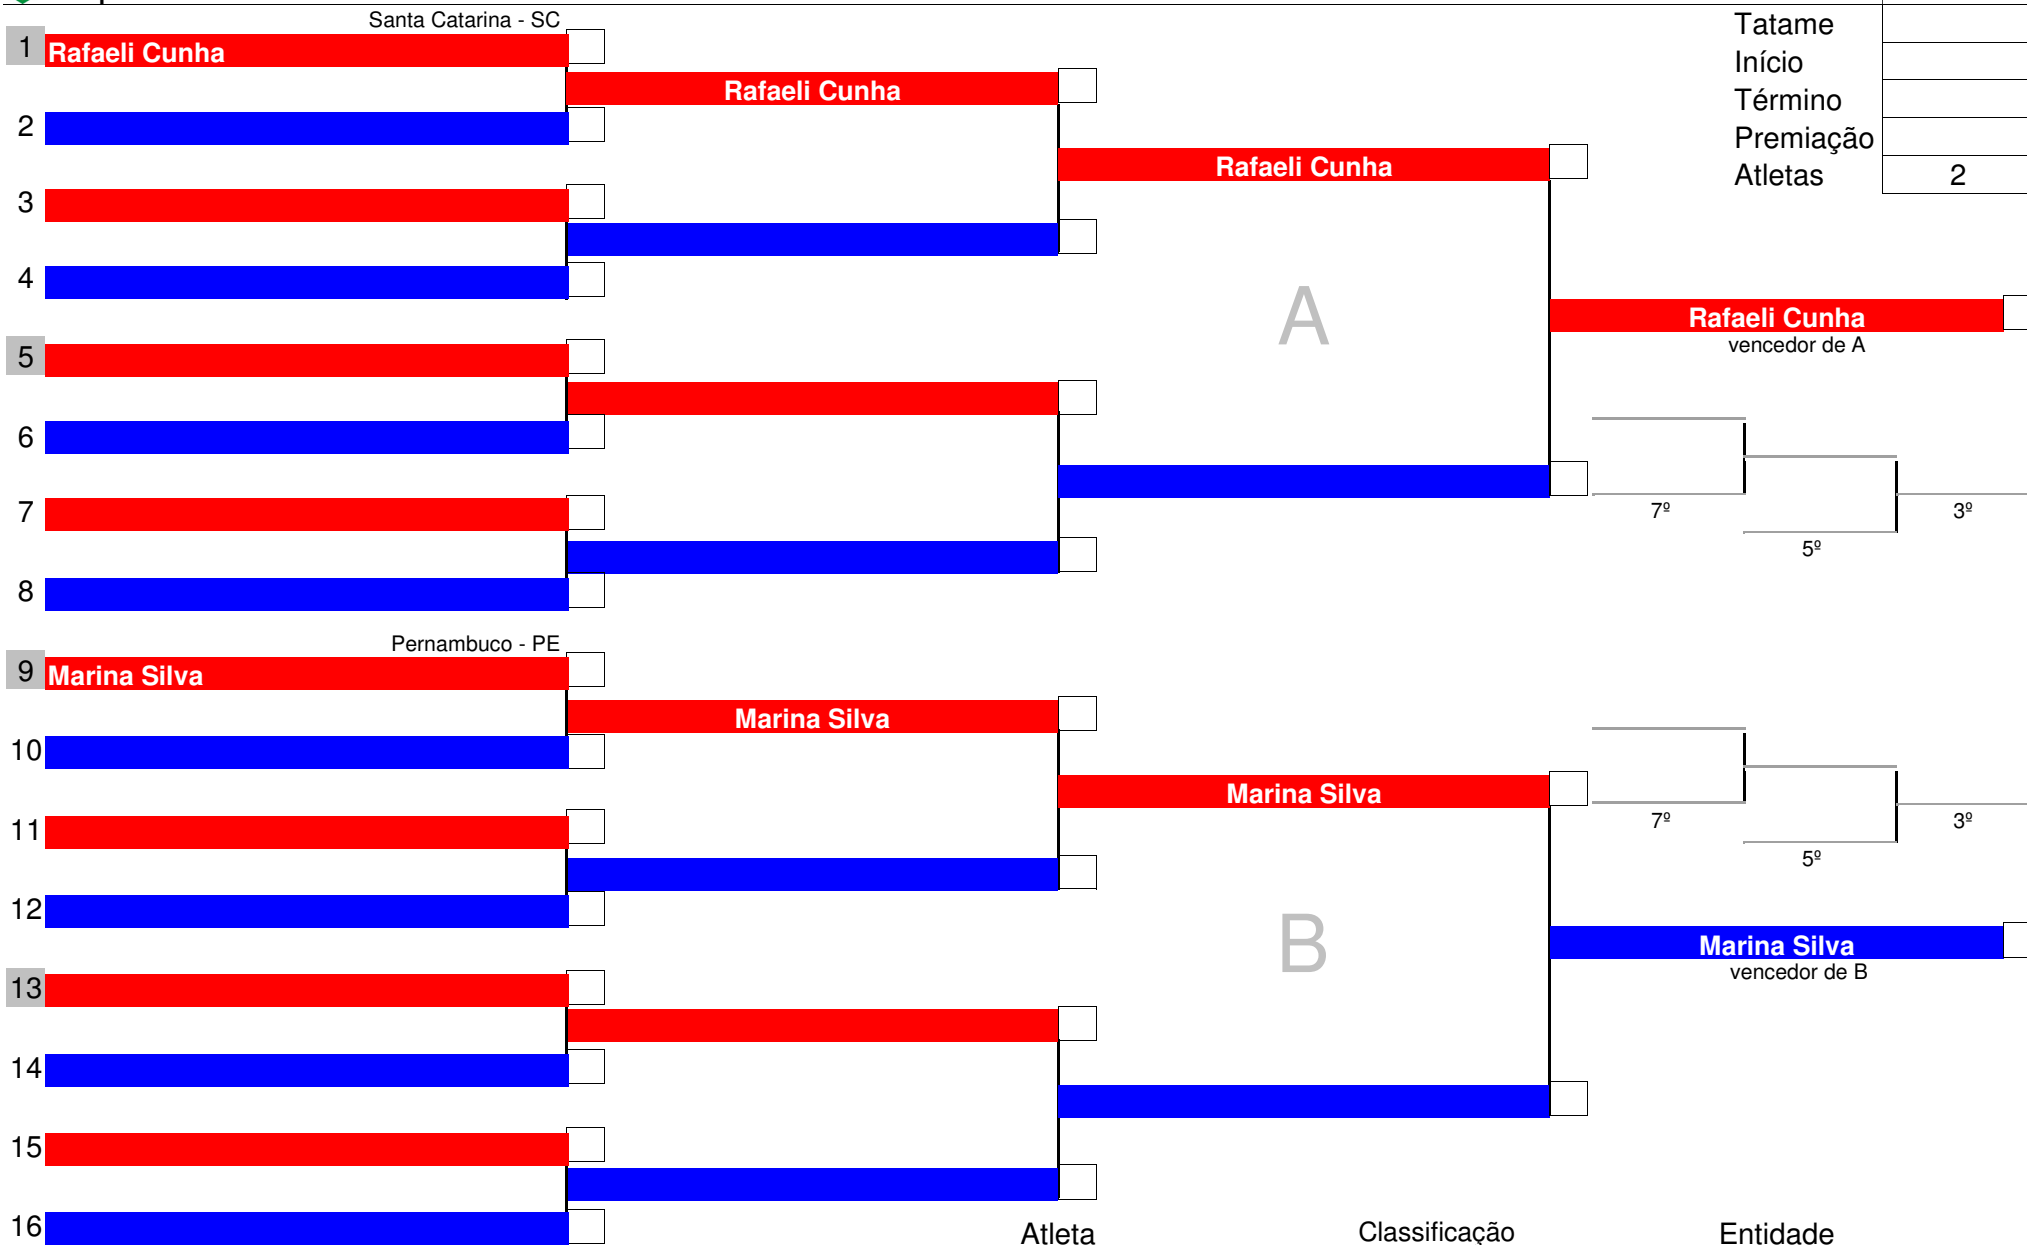 Santa Catarina - SC
Tatame
1 Rafaeli Cunha
Início
Rafaeli Cunha
Término
2
Premiação
Rafaeli Cunha
Atletas 2
3
4
A
Rafaeli Cunha
vencedor de A
5
6
7
7º 3º
5º
8
Pernambuco - PE
9 Marina Silva
Marina Silva
10
Marina Silva
11
7º 3º
5º
12
B
Marina Silva
vencedor de B
13
14
15
16
Atleta Classificação Entidade